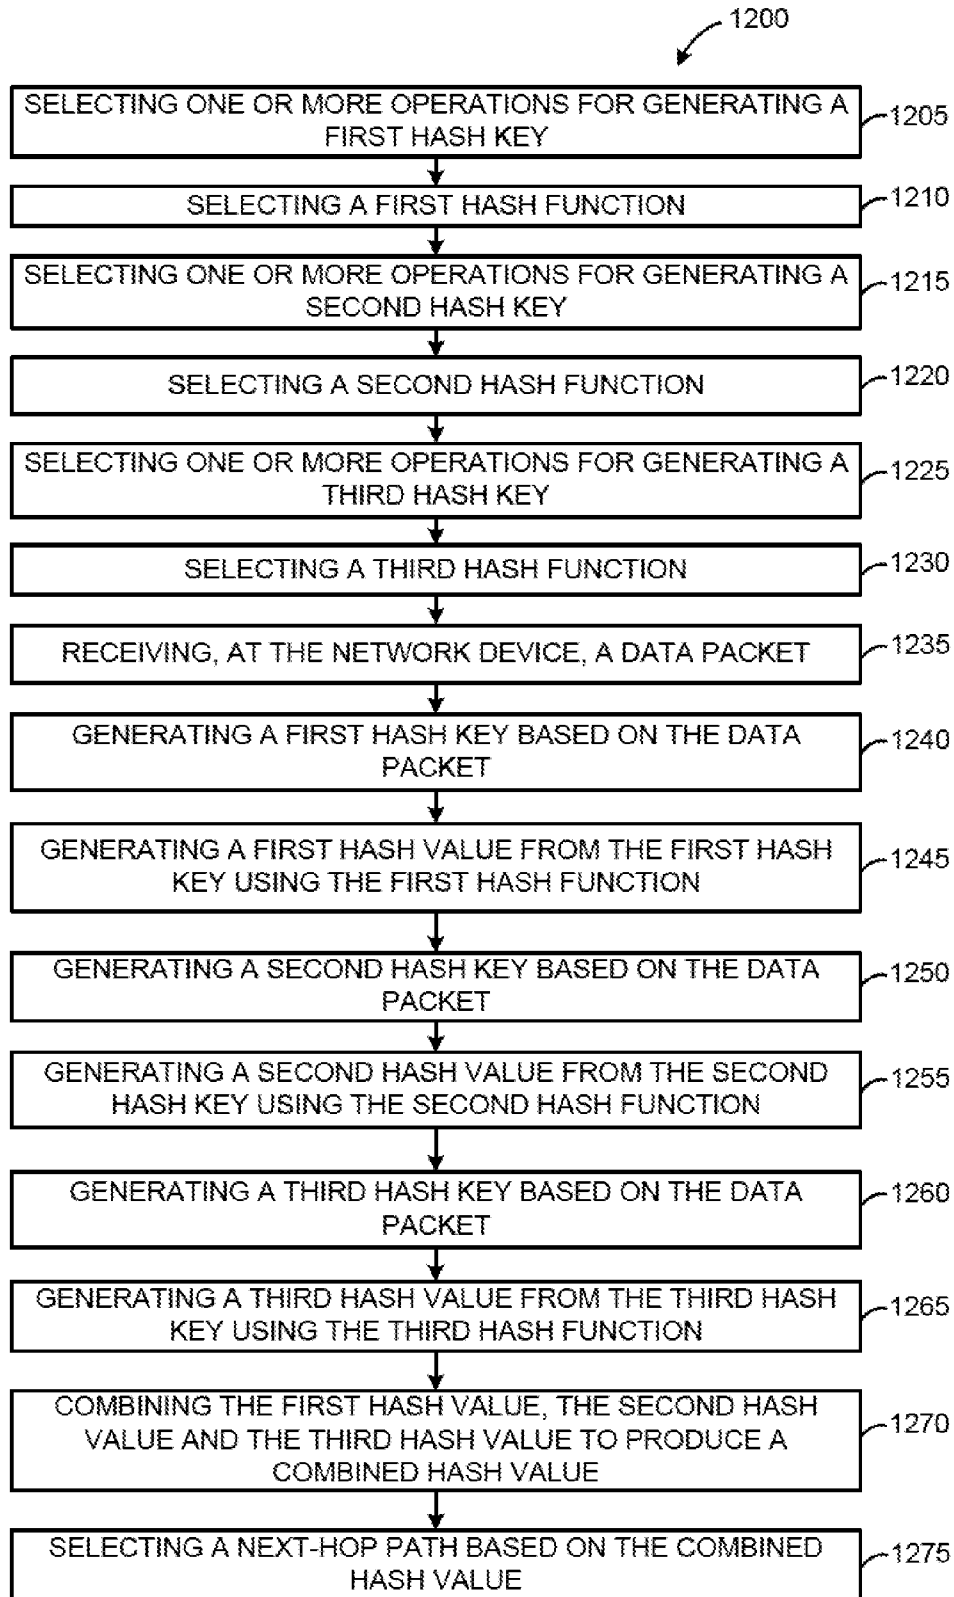 1200
SELECTING ONE OR MORE OPERATIONS FOR GENERATING A
FIRST HASH KEY
1205
SELECTING A FIRST HASH FUNCTION
1210
SELECTING ONE OR MORE OPERATIONS FOR GENERATING A
SECOND HASH KEY
1215
SELECTING A SECOND HASH FUNCTION
1220
SELECTING ONE OR MORE OPERATIONS FOR GENERATING A
THIRD HASH KEY
1225
SELECTING A THIRD HASH FUNCTION
1230
RECEIVING, AT THE NETWORK DEVICE, A DATA PACKET
1235
GENERATING A FIRST HASH KEY BASED ON THE DATA
PACKET
1240
GENERATING A FIRST HASH VALUE FROM THE FIRST HASH
KEY USING THE FIRST HASH FUNCTION
1245
GENERATING A SECOND HASH KEY BASED ON THE DATA
PACKET
1250
GENERATING A SECOND HASH VALUE FROM THE SECOND
HASH KEY USING THE SECOND HASH FUNCTION
1255
GENERATING A THIRD HASH KEY BASED ON THE DATA
PACKET
1260
GENERATING A THIRD HASH VALUE FROM THE THIRD HASH
KEY USING THE THIRD HASH FUNCTION
1265
COMBINING THE FIRST HASH VALUE, THE SECOND HASH
VALUE AND THE THIRD HASH VALUE TO PRODUCE A
COMBINED HASH VALUE
1270
SELECTING A NEXT-HOP PATH BASED ON THE COMBINED
HASH VALUE
1275